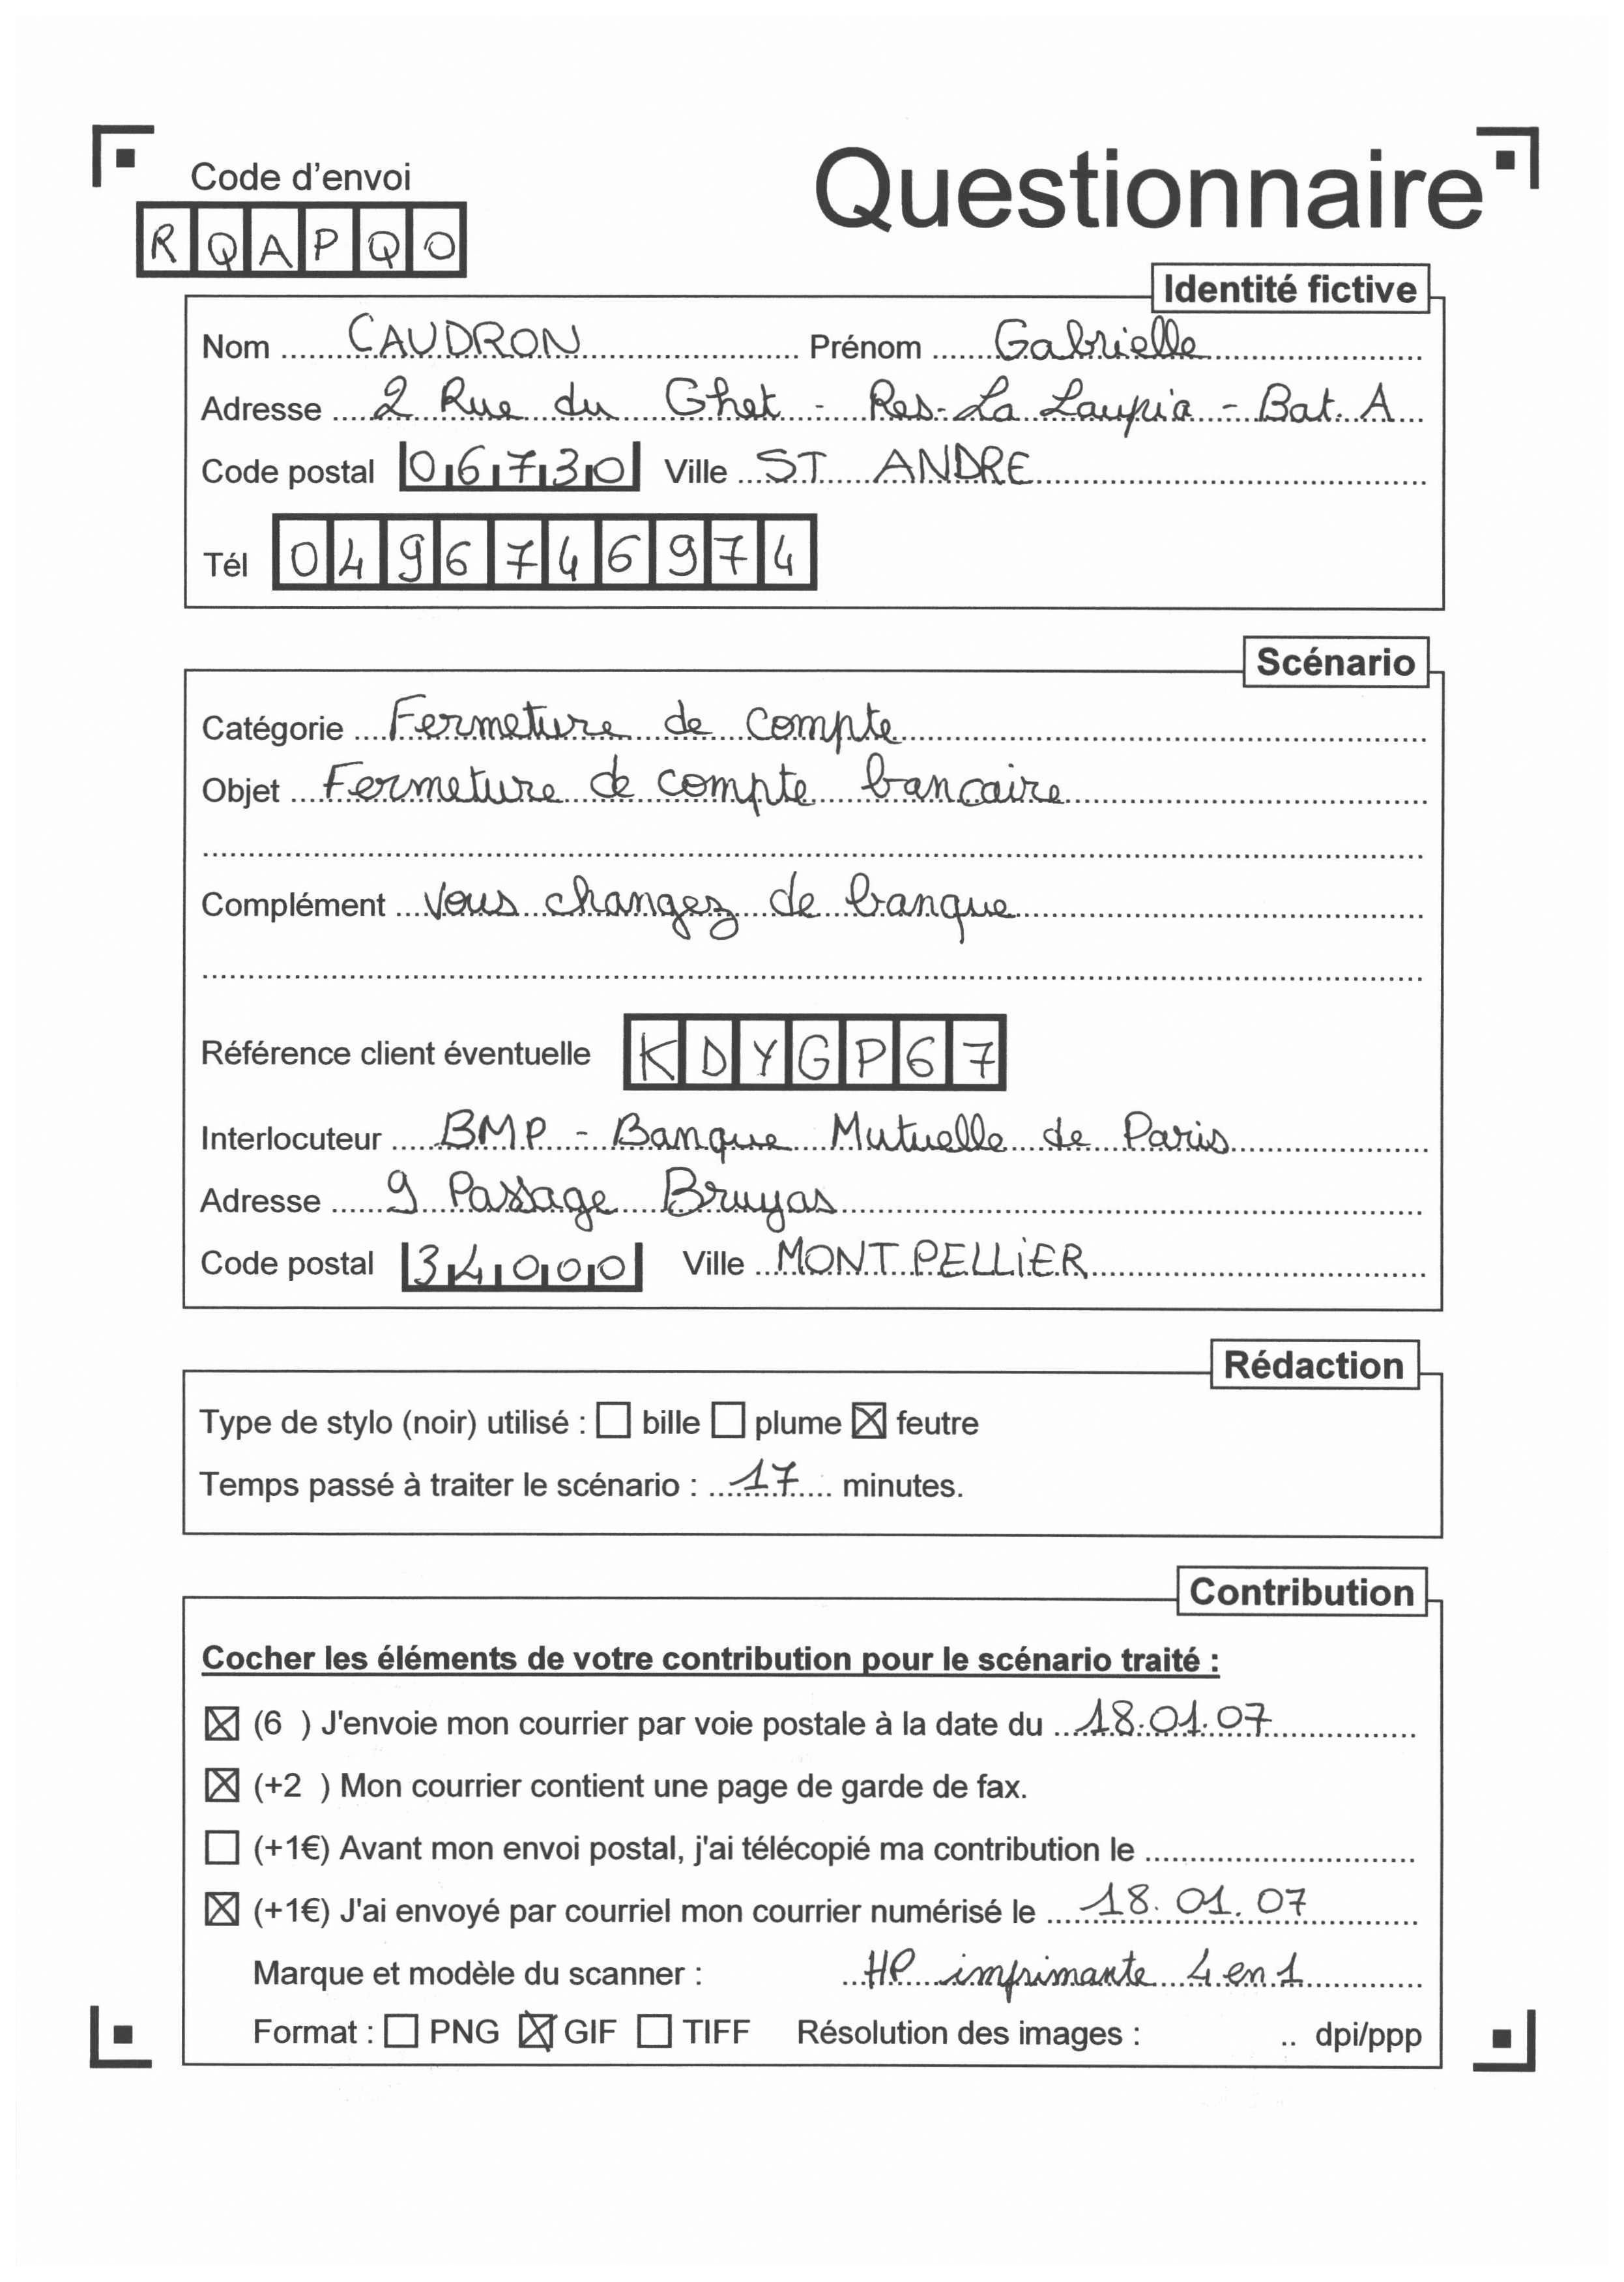 Code d'envoi
Questionnaire
RQAPQO
Identité fictive
Nom CAUDRON Prénom Gabrielle
Adresse 2 Rue du Ghet - Res. La Laupia - Bat. A
Code postal 06730 Ville ST ANDRE
Tél 0496746974
Scénario
Catégorie Fermeture de compte
Objet Fermeture de compte bancaire
Complément Vous changez de banque
Référence client éventuelle KDYGP67
Interlocuteur BMP - Banque Mutuelle de Paris
Adresse 9 Passage Bruyas
Code postal 34000 Ville MONTPELLIER
Rédaction
Type de stylo (noir) utilisé : ☐ bille ☐ plume ☒ feutre
Temps passé à traiter le scénario : 17 minutes.
Contribution
Cocher les éléments de votre contribution pour le scénario traité :
☒ (6 ) J'envoie mon courrier par voie postale à la date du 18.01.07
☒ (+2 ) Mon courrier contient une page de garde de fax.
☐ (+1€) Avant mon envoi postal, j'ai télécopié ma contribution le
☒ (+1€) J'ai envoyé par courriel mon courrier numérisé le 18.01.07
Marque et modèle du scanner : HP imprimante 4 en 1
Format : ☐ PNG ☒ GIF ☐ TIFF Résolution des images : .. dpi/ppp